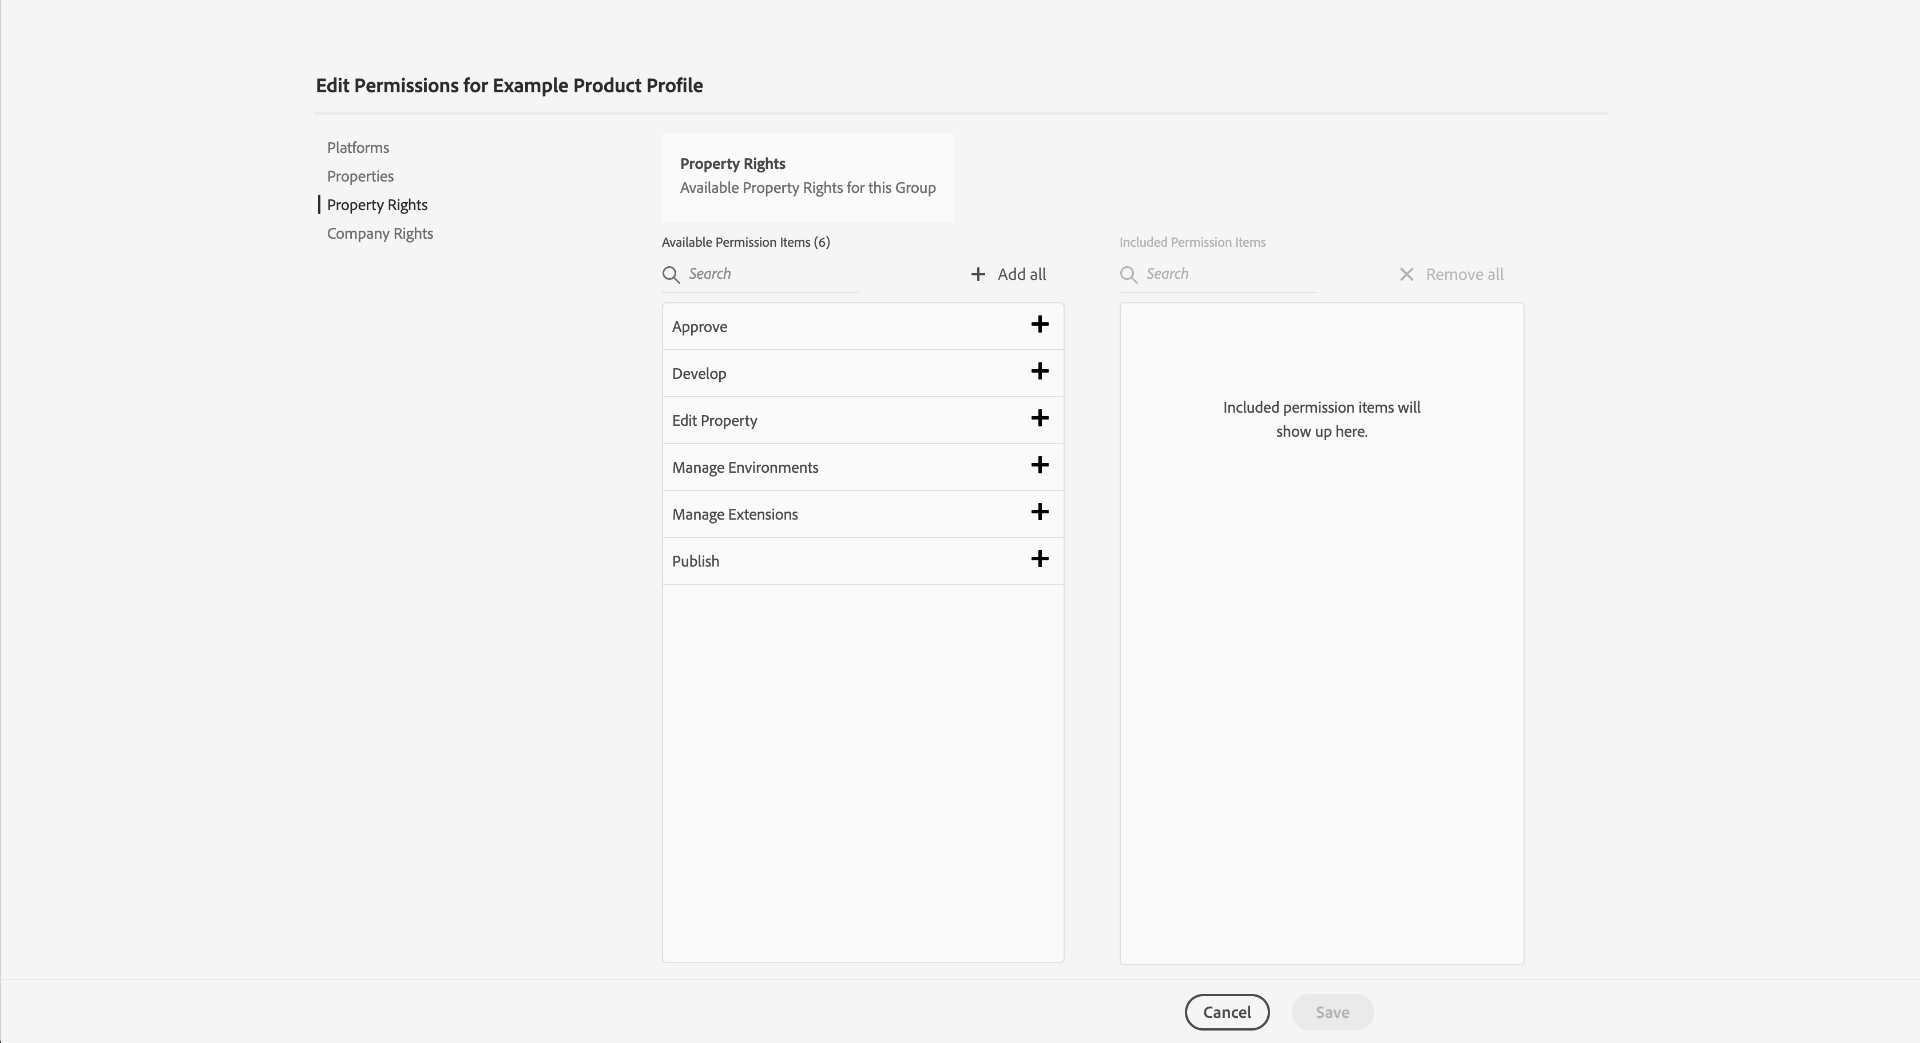 Edit Permissions for Example Product Profile
Platforms
Properties
Property Rights
Company Rights
Property Rights
Available Property Rights for this Group
Available Permission Items (6)
Search
Add all
Approve
Develop
Edit Property
Manage Environments
Manage Extensions
Publish
Included Permission Items
Search
Remove all
Included permission items will
show up here.
Cancel
Save